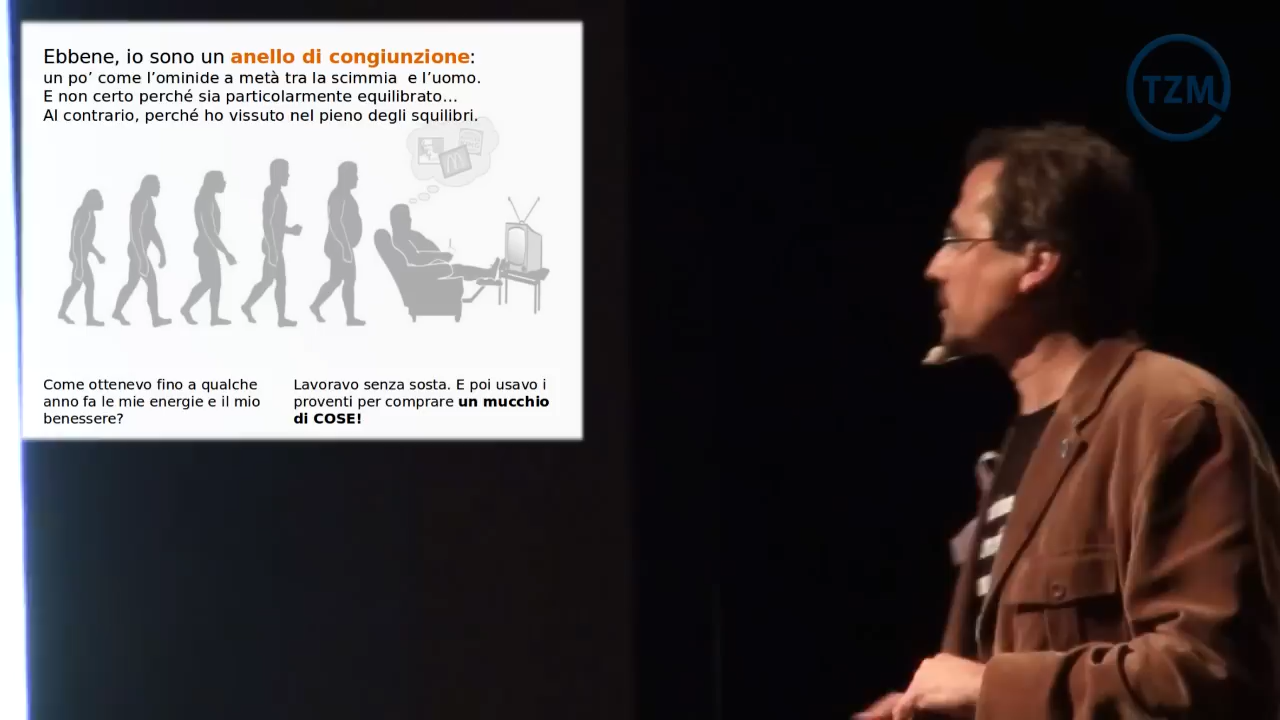 Ebbene, io sono un anello di congiunzione:
un po’ come l’ominide a metà tra la scimmia e l’uomo.
E non certo perché sia particolarmente equilibrato...
Al contrario, perché ho vissuto nel pieno degli squilibri.
Come ottenevo fino a qualche
anno fa le mie energie e il mio
benessere?
Lavoravo senza sosta. E poi usavo i
proventi per comprare un mucchio
di COSE!
TZM